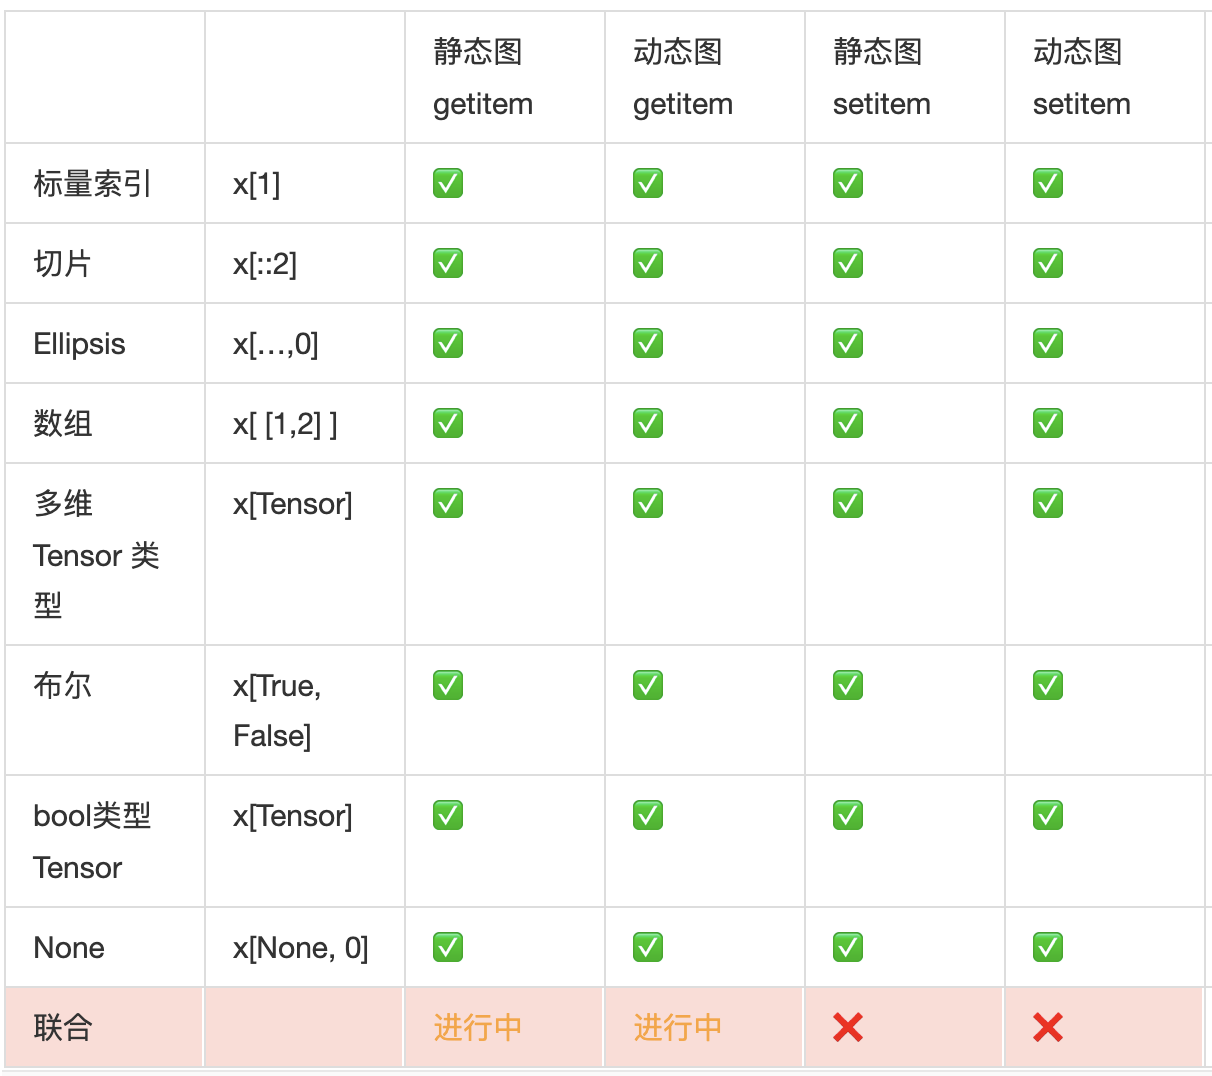 静态图 动态图 静态图 动态图
getitem getitem setitem setitem
标量索引 x[1] ✅ ✅ ✅ ✅
切片 x[::2] ✅ ✅ ✅ ✅
Ellipsis x[...,0] ✅ ✅ ✅ ✅
数组 x[ [1,2] ] ✅ ✅ ✅ ✅
多维 x[Tensor] ✅ ✅ ✅ ✅
Tensor 类
型
布尔 x[True, ✅ ✅ ✅ ✅
False]
bool类型 x[Tensor] ✅ ✅ ✅ ✅
Tensor
None x[None, 0] ✅ ✅ ✅ ✅
联合 进行中 进行中 ❌ ❌